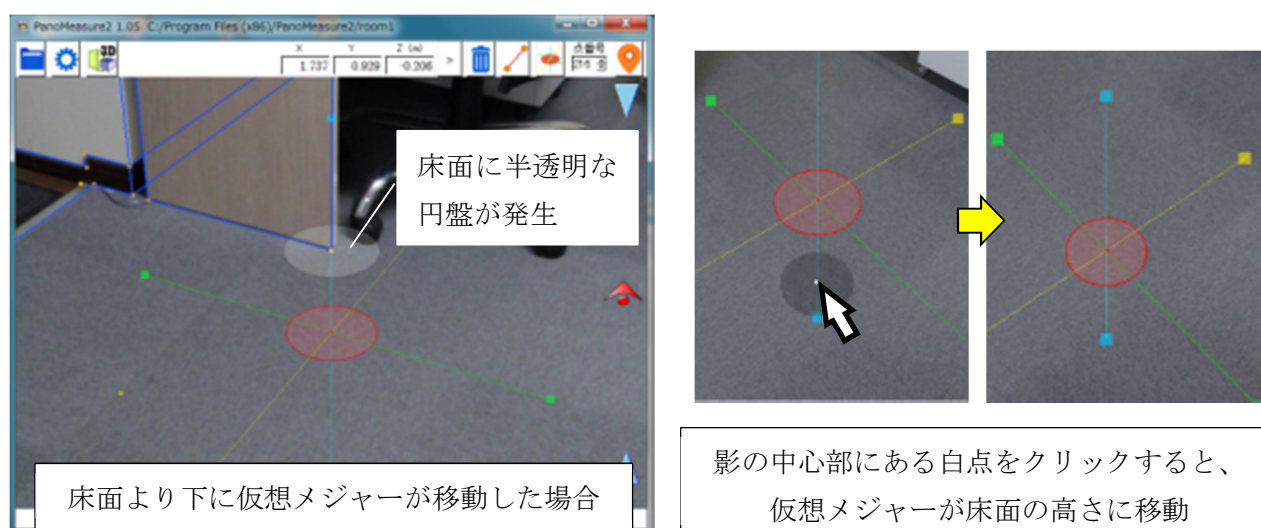 PanoMeasure2 1.05 C:/Program Files (x86)/PanoMeasure2/room1
3D
X Y Z (m)
1.737 0.929 -0.206 >
点番号
床面に半透明な
円盤が発生
床面より下に仮想メジャーが移動した場合
影の中心部にある白点をクリックすると、
仮想メジャーが床面の高さに移動